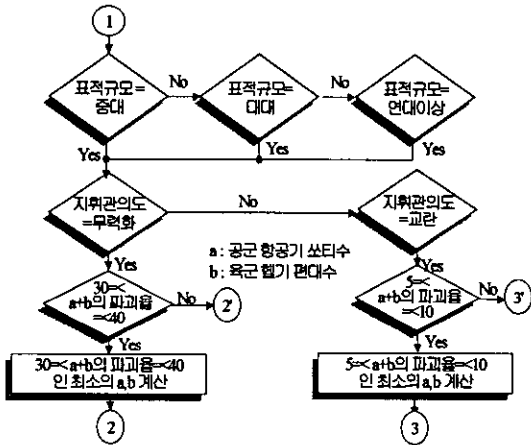 1
표적규모=
중대
No
표적규모=
대대
No
표적규모=
연대이상
Yes
Yes
Yes
지휘관의도
=무력화
No
지휘관의도
=교란
a : 공군 항공기 쏘티수
b : 육군 헬기 편대수
Yes
Yes
30=<
a+b의 파괴율
=<40
No
2'
5=<
a+b의 파괴율
=<10
No
3'
Yes
Yes
30=<a+b의 파괴율=<40
인 최소의 a,b 계산
5=<a+b의 파괴율=<10
인 최소의 a,b 계산
2
3